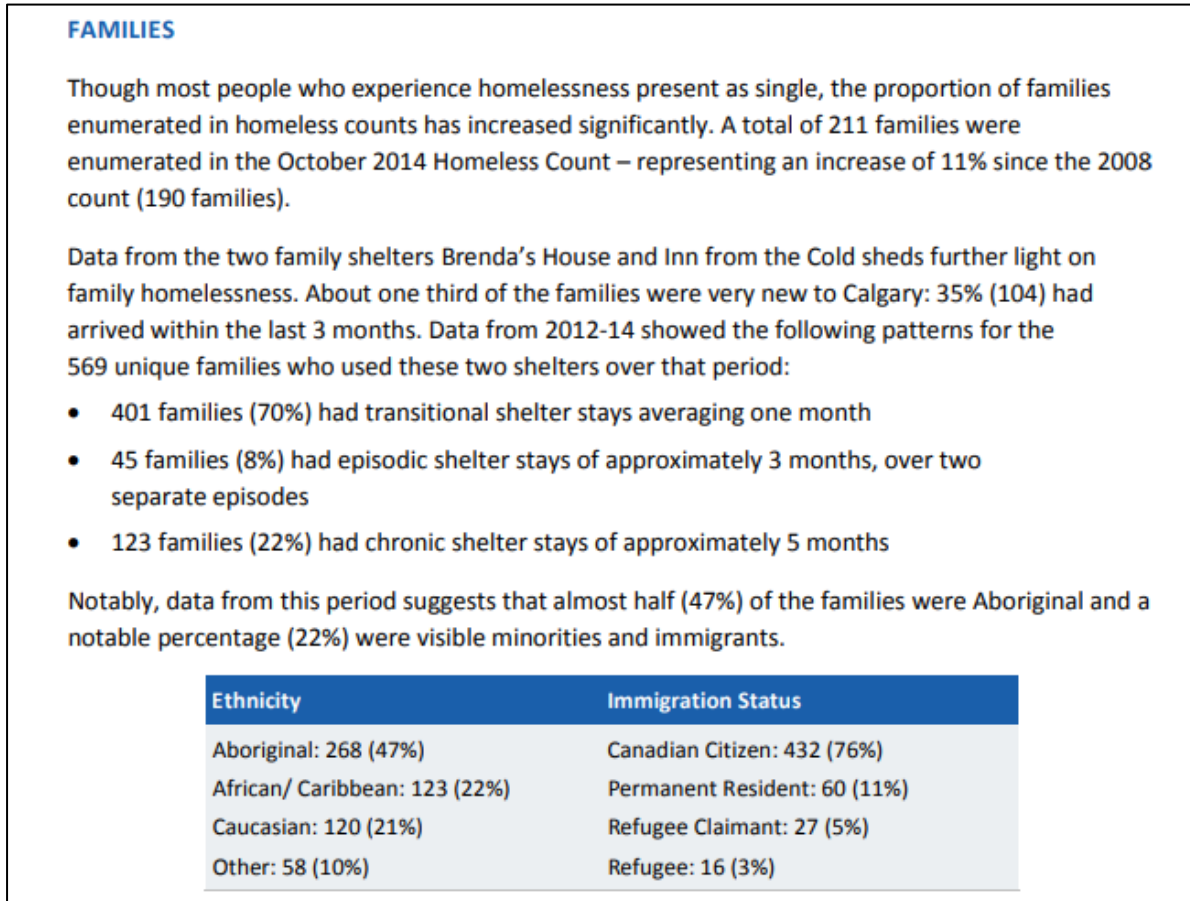 FAMILIES
Though most people who experience homelessness present as single, the proportion of families
enumerated in homeless counts has increased significantly. A total of 211 families were
enumerated in the October 2014 Homeless Count – representing an increase of 11% since the 2008
count (190 families).
Data from the two family shelters Brenda’s House and Inn from the Cold sheds further light on
family homelessness. About one third of the families were very new to Calgary: 35% (104) had
arrived within the last 3 months. Data from 2012-14 showed the following patterns for the
569 unique families who used these two shelters over that period:
• 401 families (70%) had transitional shelter stays averaging one month
• 45 families (8%) had episodic shelter stays of approximately 3 months, over two
separate episodes
• 123 families (22%) had chronic shelter stays of approximately 5 months
Notably, data from this period suggests that almost half (47%) of the families were Aboriginal and a
notable percentage (22%) were visible minorities and immigrants.
Ethnicity Immigration Status
Aboriginal: 268 (47%) Canadian Citizen: 432 (76%)
African/ Caribbean: 123 (22%) Permanent Resident: 60 (11%)
Caucasian: 120 (21%) Refugee Claimant: 27 (5%)
Other: 58 (10%) Refugee: 16 (3%)